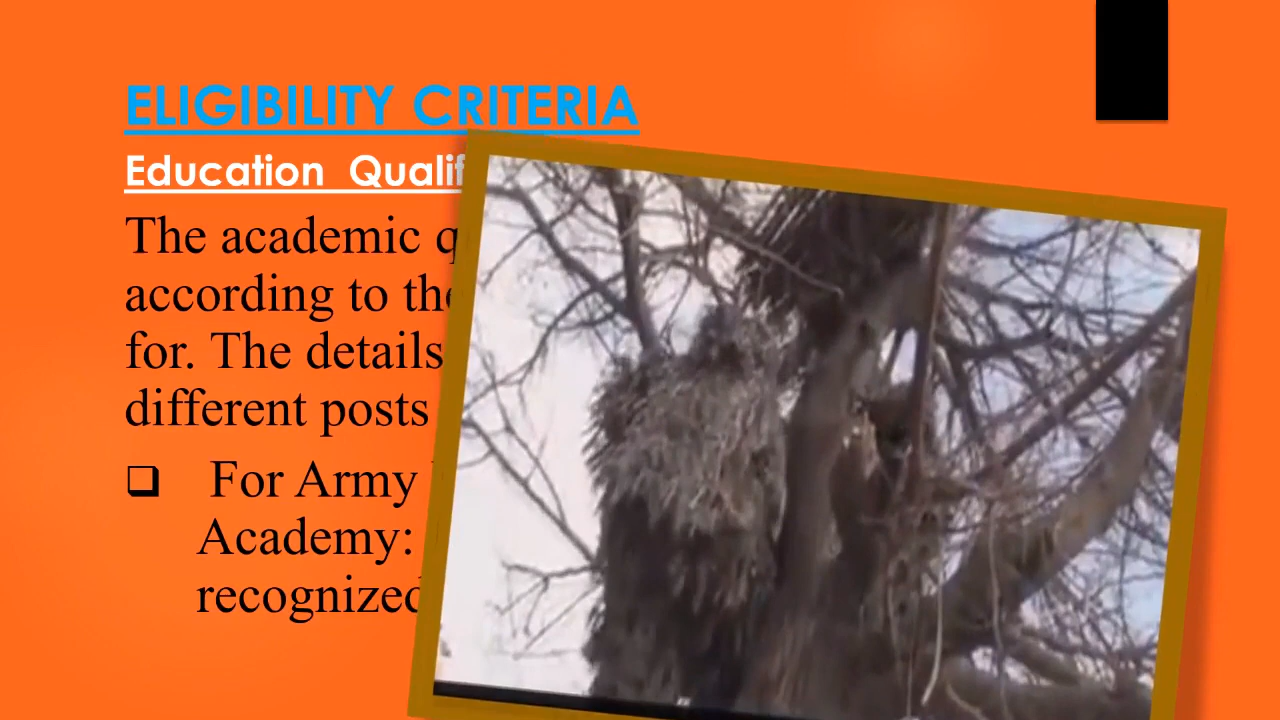 ELIGIBILITY CRITERIA
Education Qualif
The academic q
according to the
for. The details
different posts
❑ For Army
Academy:
recognized